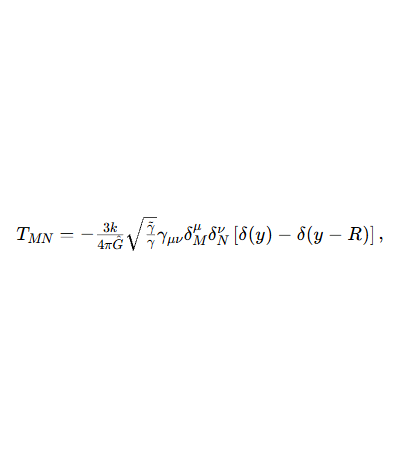 $T_{MN} = -\frac{3k}{4\pi\hat{G}}\sqrt{\frac{\tilde{\gamma}}{\gamma}}\gamma_{\mu\nu}\delta^{\mu}_{M}\delta^{\nu}_{N}\left[\delta(y) - \delta(y - R)\right],$